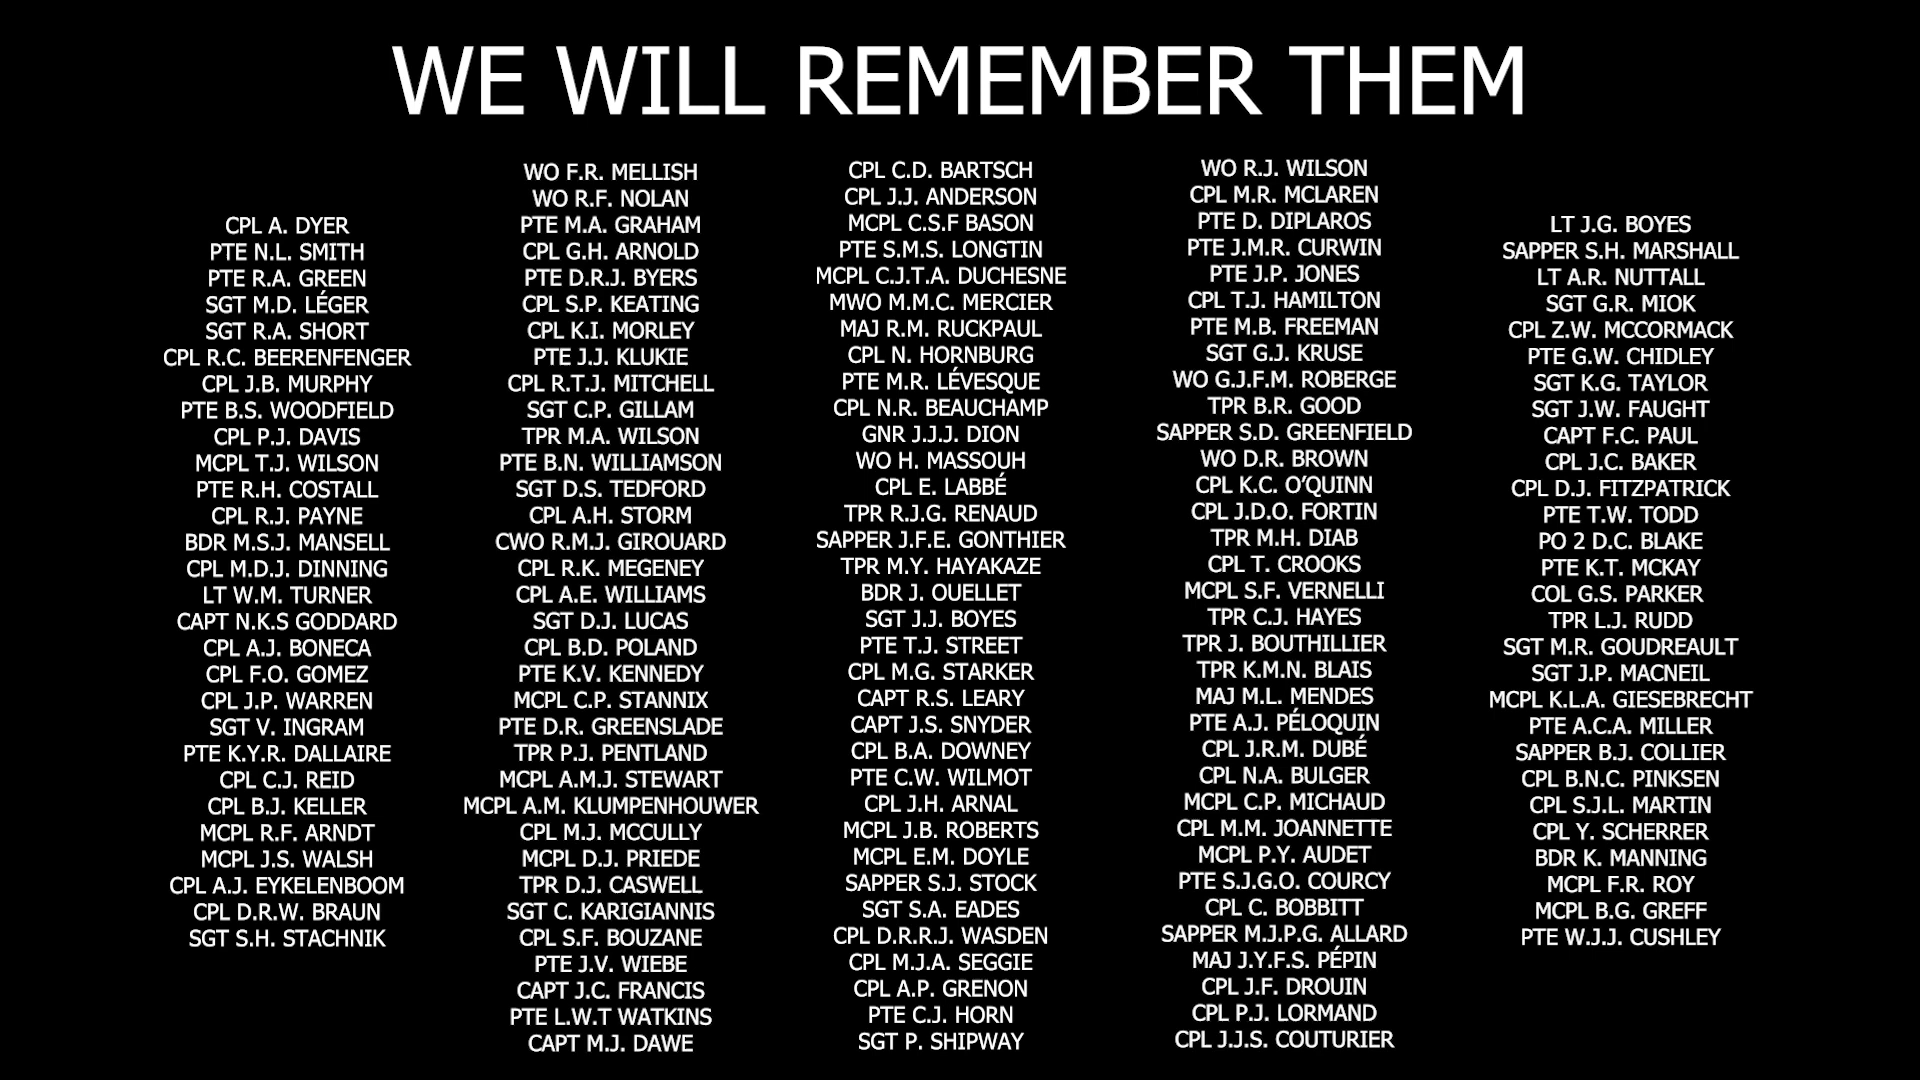 WE WILL REMEMBER THEM
CPL A. DYER
PTE N.L. SMITH
PTE R.A. GREEN
SGT M.D. LÉGER
SGT R.A. SHORT
CPL R.C. BEERENFENGER
CPL J.B. MURPHY
PTE B.S. WOODFIELD
CPL P.J. DAVIS
MCPL T.J. WILSON
PTE R.H. COSTALL
CPL R.J. PAYNE
BDR M.S.J. MANSELL
CPL M.D.J. DINNING
LT W.M. TURNER
CAPT N.K.S GODDARD
CPL A.J. BONECA
CPL F.O. GOMEZ
CPL J.P. WARREN
SGT V. INGRAM
PTE K.Y.R. DALLAIRE
CPL C.J. REID
CPL B.J. KELLER
MCPL R.F. ARNDT
MCPL J.S. WALSH
CPL A.J. EYKELENBOOM
CPL D.R.W. BRAUN
SGT S.H. STACHNIK
WO F.R. MELLISH
WO R.F. NOLAN
PTE M.A. GRAHAM
CPL G.H. ARNOLD
PTE D.R.J. BYERS
CPL S.P. KEATING
CPL K.I. MORLEY
PTE J.J. KLUKIE
CPL R.T.J. MITCHELL
SGT C.P. GILLAM
TPR M.A. WILSON
PTE B.N. WILLIAMSON
SGT D.S. TEDFORD
CPL A.H. STORM
CWO R.M.J. GIROUARD
CPL R.K. MEGENEY
CPL A.E. WILLIAMS
SGT D.J. LUCAS
CPL B.D. POLAND
PTE K.V. KENNEDY
MCPL C.P. STANNIX
PTE D.R. GREENSLADE
TPR P.J. PENTLAND
MCPL A.M.J. STEWART
MCPL A.M. KLUMPENHOUWER
CPL M.J. MCCULLY
MCPL D.J. PRIEDE
TPR D.J. CASWELL
SGT C. KARIGIANNIS
CPL S.F. BOUZANE
PTE J.V. WIEBE
CAPT J.C. FRANCIS
PTE L.W.T WATKINS
CAPT M.J. DAWE
CPL C.D. BARTSCH
CPL J.J. ANDERSON
MCPL C.S.F BASON
PTE S.M.S. LONGTIN
MCPL C.J.T.A. DUCHESNE
MWO M.M.C. MERCIER
MAJ R.M. RUCKPAUL
CPL N. HORNBURG
PTE M.R. LÉVESQUE
CPL N.R. BEAUCHAMP
GNR J.J.J. DION
WO H. MASSOUH
CPL E. LABBÉ
TPR R.J.G. RENAUD
SAPPER J.F.E. GONTHIER
TPR M.Y. HAYAKAZE
BDR J. OUELLET
SGT J.J. BOYES
PTE T.J. STREET
CPL M.G. STARKER
CAPT R.S. LEARY
CAPT J.S. SNYDER
CPL B.A. DOWNEY
PTE C.W. WILMOT
CPL J.H. ARNAL
MCPL J.B. ROBERTS
MCPL E.M. DOYLE
SAPPER S.J. STOCK
SGT S.A. EADES
CPL D.R.R.J. WASDEN
CPL M.J.A. SEGGIE
CPL A.P. GRENON
PTE C.J. HORN
SGT P. SHIPWAY
WO R.J. WILSON
CPL M.R. MCLAREN
PTE D. DIPLAROS
PTE J.M.R. CURWIN
PTE J.P. JONES
CPL T.J. HAMILTON
PTE M.B. FREEMAN
SGT G.J. KRUSE
WO G.J.F.M. ROBERGE
TPR B.R. GOOD
SAPPER S.D. GREENFIELD
WO D.R. BROWN
CPL K.C. O’QUINN
CPL J.D.O. FORTIN
TPR M.H. DIAB
CPL T. CROOKS
MCPL S.F. VERNELLI
TPR C.J. HAYES
TPR J. BOUTHILLIER
TPR K.M.N. BLAIS
MAJ M.L. MENDES
PTE A.J. PÉLOQUIN
CPL J.R.M. DUBÉ
CPL N.A. BULGER
MCPL C.P. MICHAUD
CPL M.M. JOANNETTE
MCPL P.Y. AUDET
PTE S.J.G.O. COURCY
CPL C. BOBBITT
SAPPER M.J.P.G. ALLARD
MAJ J.Y.F.S. PÉPIN
CPL J.F. DROUIN
CPL P.J. LORMAND
CPL J.J.S. COUTURIER
LT J.G. BOYES
SAPPER S.H. MARSHALL
LT A.R. NUTTALL
SGT G.R. MIOK
CPL Z.W. MCCORMACK
PTE G.W. CHIDLEY
SGT K.G. TAYLOR
SGT J.W. FAUGHT
CAPT F.C. PAUL
CPL J.C. BAKER
CPL D.J. FITZPATRICK
PTE T.W. TODD
PO 2 D.C. BLAKE
PTE K.T. MCKAY
COL G.S. PARKER
TPR L.J. RUDD
SGT M.R. GOUDREAULT
SGT J.P. MACNEIL
MCPL K.L.A. GIESEBRECHT
PTE A.C.A. MILLER
SAPPER B.J. COLLIER
CPL B.N.C. PINKSEN
CPL S.J.L. MARTIN
CPL Y. SCHERRER
BDR K. MANNING
MCPL F.R. ROY
MCPL B.G. GREFF
PTE W.J.J. CUSHLEY